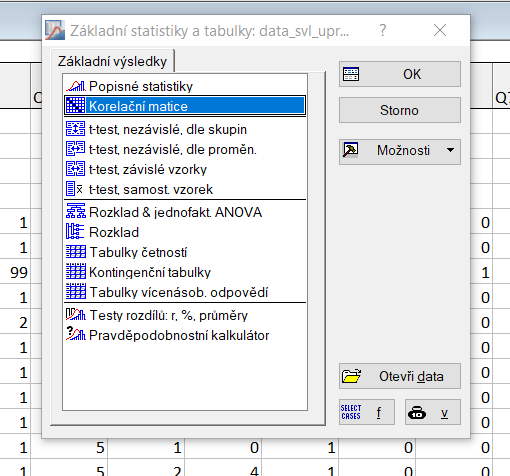 Základní statistiky a tabulky: data_svl_upr... ?
Základní výsledky
Popisné statistiky
Korelační matice
t-test, nezávislé, dle skupin
t-test, nezávislé, dle proměn.
t-test, závislé vzorky
t-test, samost. vzorek
Rozklad & jednofakt. ANOVA
Rozklad
Tabulky četností
Kontingenční tabulky
Tabulky vícenásob. odpovědí
Testy rozdílů: r, %, průměry
Pravděpodobnostní kalkulátor
OK
Storno
Možnosti
Otevři data
SELECT CASES f
v
1 0
1 0
99 1
1 0
2 0
1 0
1 0
1 0
1 0
1 5 1 0 1 0 0
1 5 2 4 1 0 0